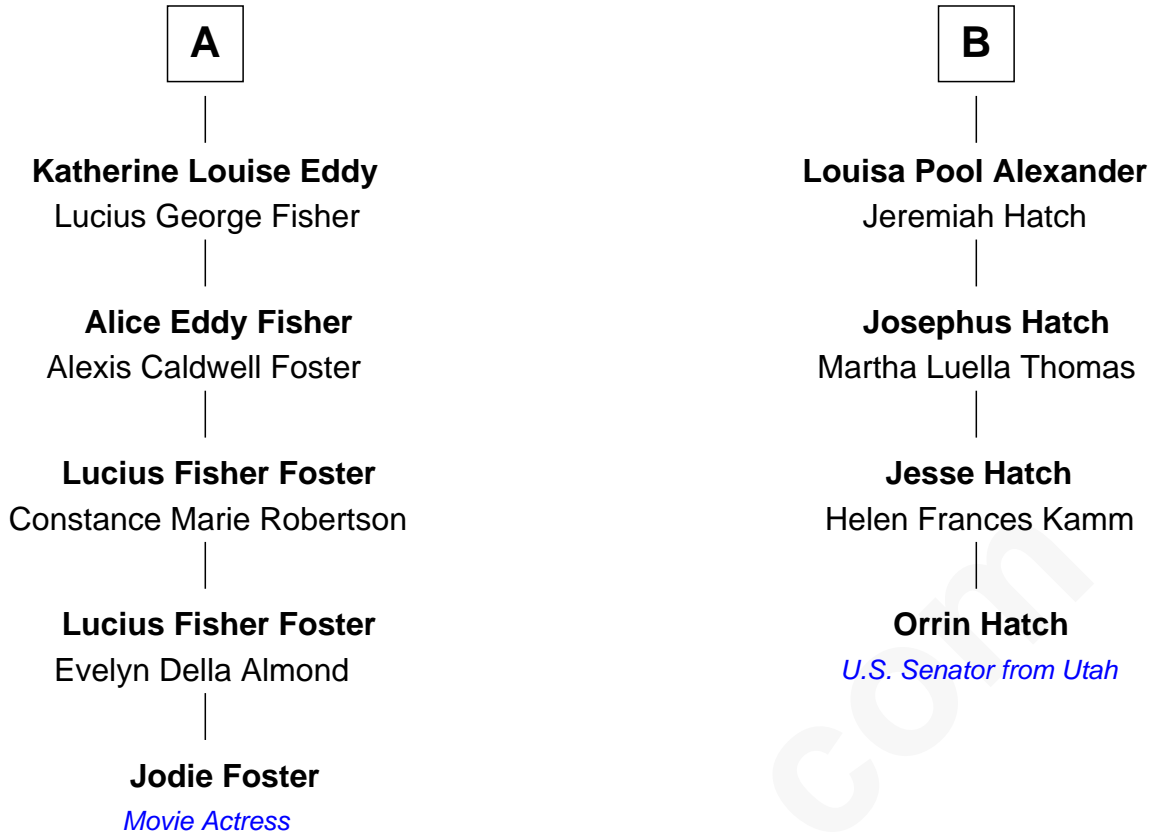 A
Katherine Louise Eddy
Lucius George Fisher
Alice Eddy Fisher
Alexis Caldwell Foster
Lucius Fisher Foster
Constance Marie Robertson
Lucius Fisher Foster
Evelyn Della Almond
Jodie Foster
Movie Actress
B
Louisa Pool Alexander
Jeremiah Hatch
Josephus Hatch
Martha Luella Thomas
Jesse Hatch
Helen Frances Kamm
Orrin Hatch
U.S. Senator from Utah
com